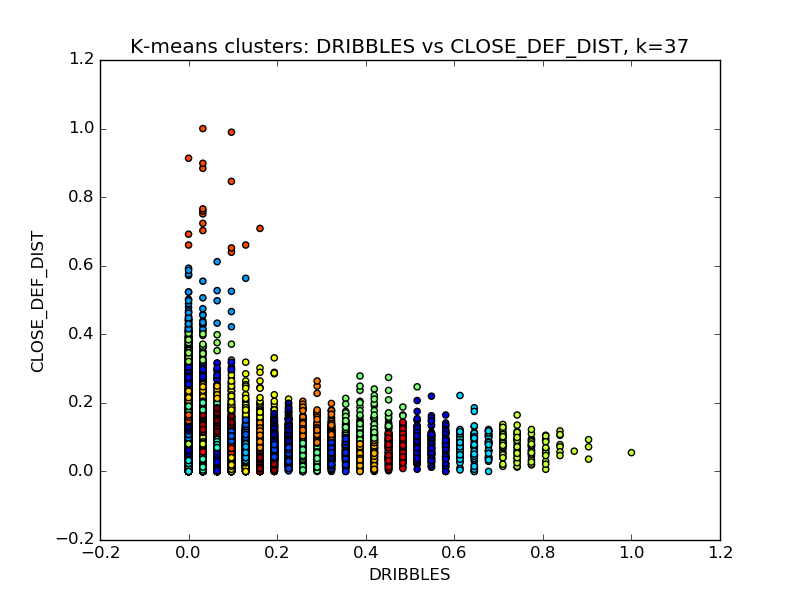 K-means clusters: DRIBBLES vs CLOSE_DEF_DIST, k=37
1.2
1.0
0.8
0.6
0.4
0.2
0.0
−0.2
CLOSE_DEF_DIST
−0.2 0.0 0.2 0.4 0.6 0.8 1.0 1.2
DRIBBLES